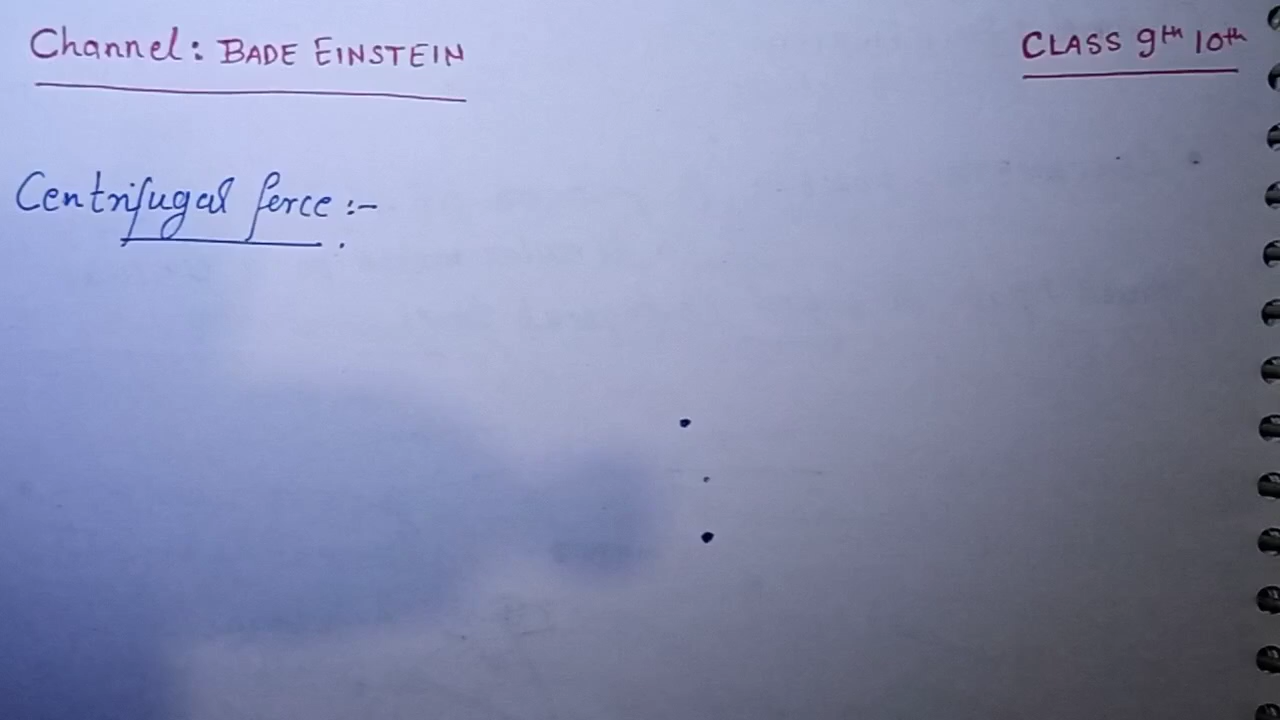 Channel: BADE EINSTEIN
CLASS 9th 10th
Centrifugal force :-